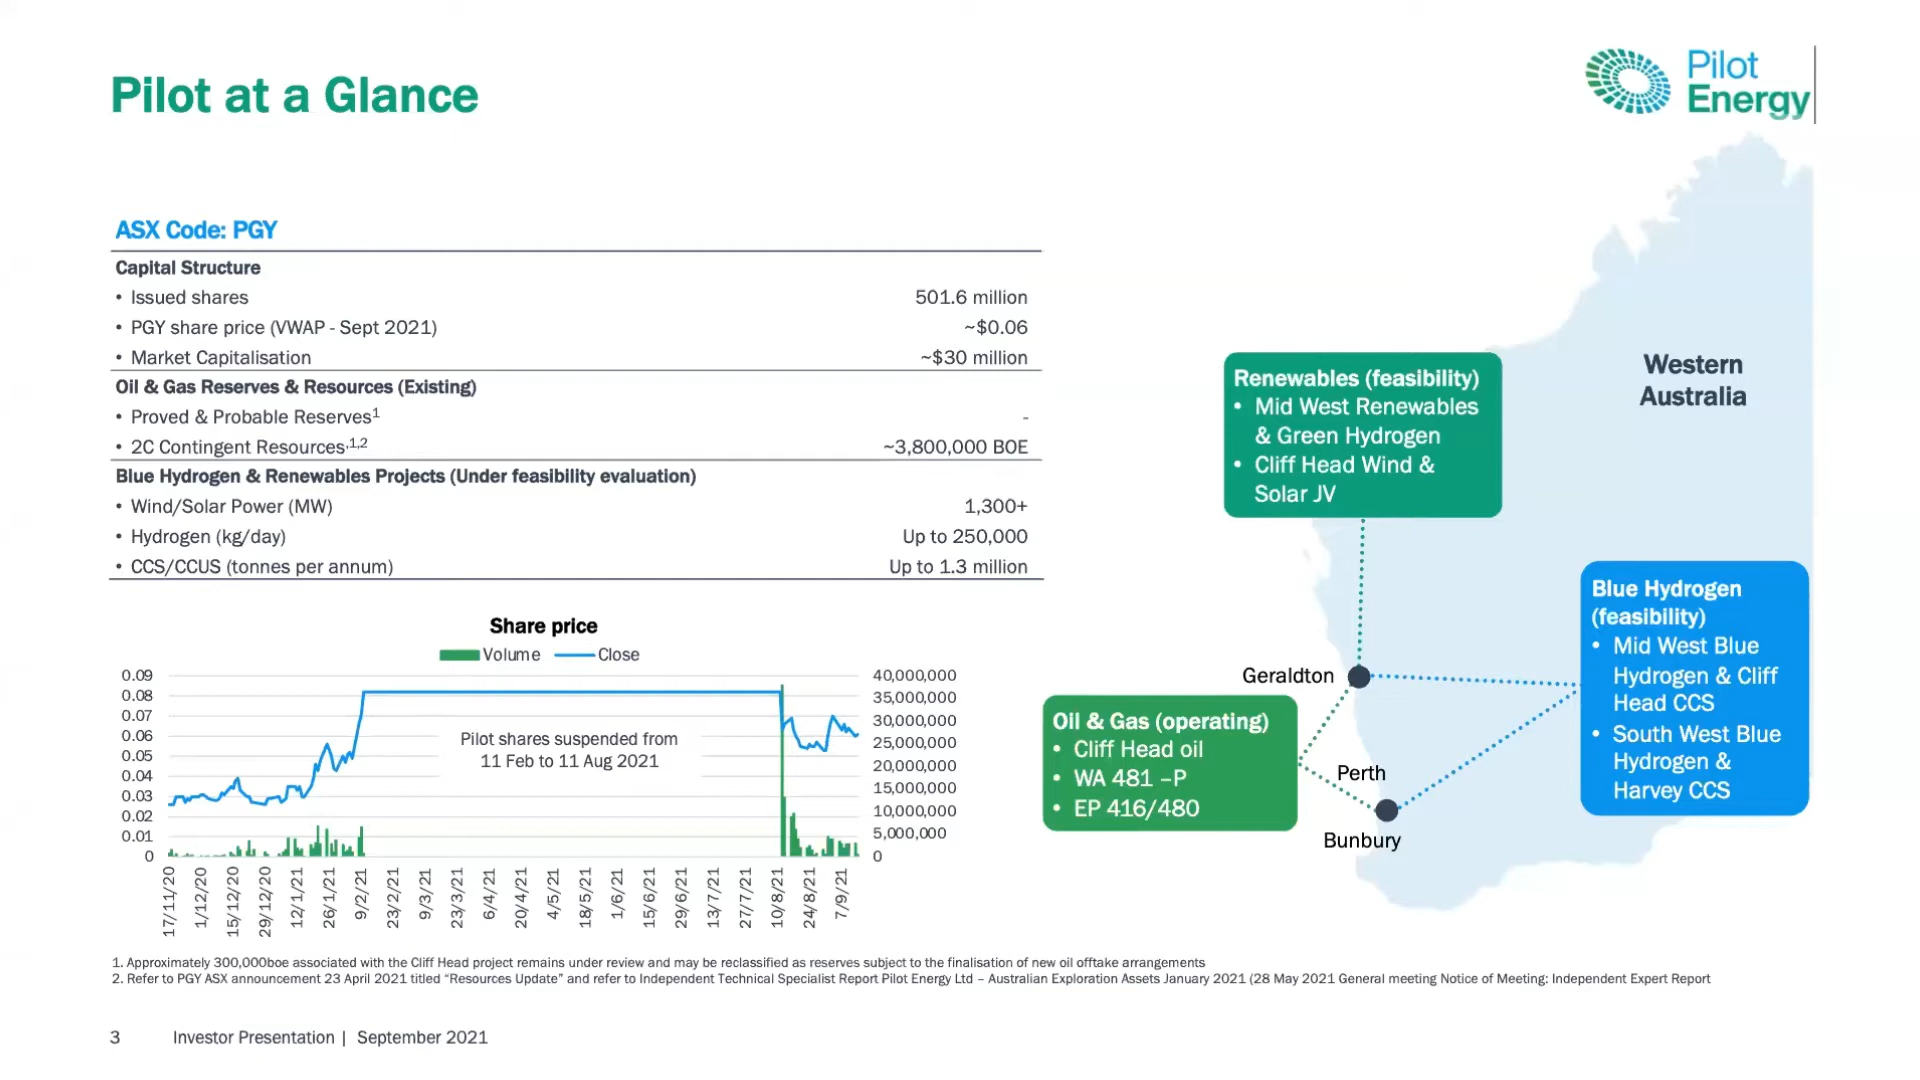 Pilot at a Glance
Pilot
Energy
ASX Code: PGY
Capital Structure
• Issued shares 501.6 million
• PGY share price (VWAP - Sept 2021) ~$0.06
• Market Capitalisation ~$30 million
Oil & Gas Reserves & Resources (Existing)
• Proved & Probable Reserves1 -
• 2C Contingent Resources,1,2 ~3,800,000 BOE
Blue Hydrogen & Renewables Projects (Under feasibility evaluation)
• Wind/Solar Power (MW) 1,300+
• Hydrogen (kg/day) Up to 250,000
• CCS/CCUS (tonnes per annum) Up to 1.3 million
Share price
Volume Close
0.09
0.08
0.07
0.06
0.05
0.04
0.03
0.02
0.01
0
Pilot shares suspended from
11 Feb to 11 Aug 2021
40,000,000
35,000,000
30,000,000
25,000,000
20,000,000
15,000,000
10,000,000
5,000,000
0
17/11/20
1/12/20
15/12/20
29/12/20
12/1/21
26/1/21
9/2/21
23/2/21
9/3/21
23/3/21
6/4/21
20/4/21
4/5/21
18/5/21
1/6/21
15/6/21
29/6/21
13/7/21
27/7/21
10/8/21
24/8/21
7/9/21
Western
Australia
Renewables (feasibility)
• Mid West Renewables
& Green Hydrogen
• Cliff Head Wind &
Solar JV
Blue Hydrogen
(feasibility)
• Mid West Blue
Hydrogen & Cliff
Head CCS
• South West Blue
Hydrogen &
Harvey CCS
Geraldton
Oil & Gas (operating)
• Cliff Head oil
• WA 481 –P
• EP 416/480
Perth
Bunbury
1. Approximately 300,000boe associated with the Cliff Head project remains under review and may be reclassified as reserves subject to the finalisation of new oil offtake arrangements
2. Refer to PGY ASX announcement 23 April 2021 titled “Resources Update” and refer to Independent Technical Specialist Report Pilot Energy Ltd – Australian Exploration Assets January 2021 (28 May 2021 General meeting Notice of Meeting: Independent Expert Report
3 Investor Presentation | September 2021